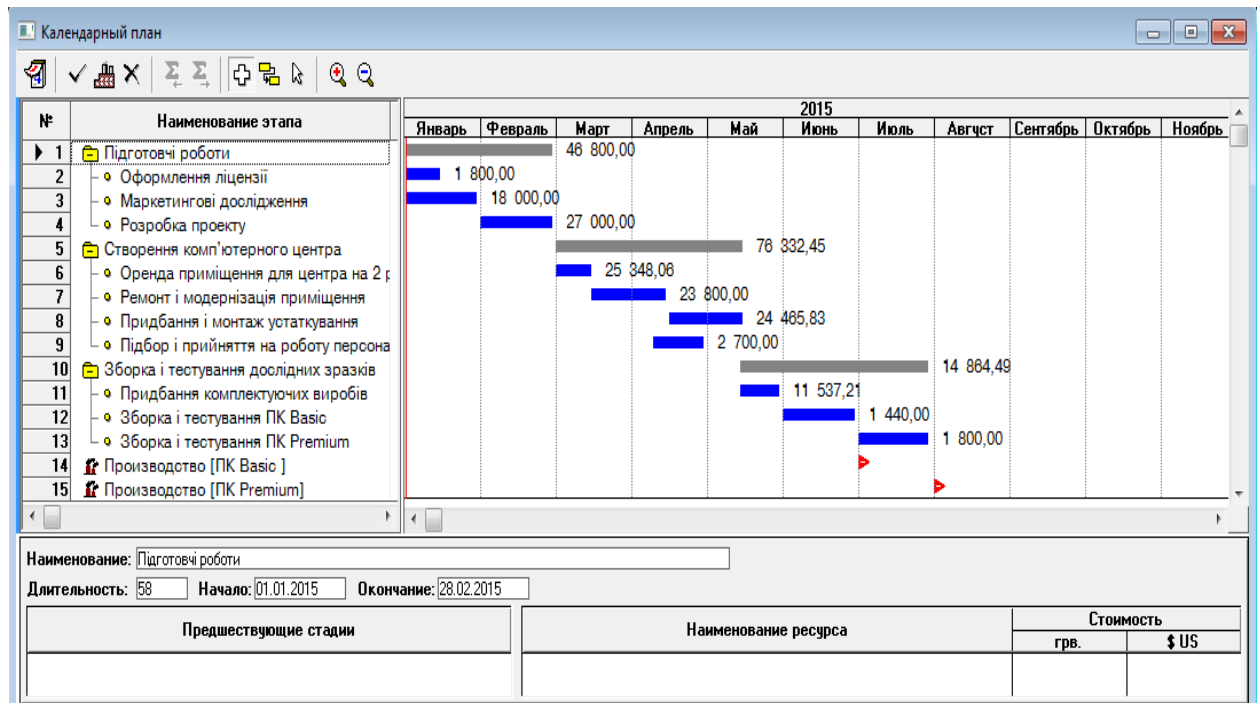 Календарный план
2015
№ Наименование этапа Январь Февраль Март Апрель Май Июнь Июль Август Сентябрь Октябрь Ноябрь
1 Підготовчі роботи 46 800,00
2 Оформлення ліцензії 1 800,00
3 Маркетингові дослідження 18 000,00
4 Розробка проекту 27 000,00
5 Створення комп'ютерного центра 76 332,45
6 Оренда приміщення для центра на 2 р 25 348,06
7 Ремонт і модернізація приміщення 23 800,00
8 Придбання і монтаж устаткування 24 465,83
9 Підбор і прийняття на роботу персона 2 700,00
10 Зборка і тестування дослідних зразків 14 864,49
11 Придбання комплектуючих виробів 11 537,21
12 Зборка і тестування ПК Basic 1 440,00
13 Зборка і тестування ПК Premium 1 800,00
14 Производство [ПК Basic ]
15 Производство [ПК Premium]
Наименование: Підготовчі роботи
Длительность: 58 Начало: 01.01.2015 Окончание: 28.02.2015
Предшествующие стадии Наименование ресурса Стоимость
грв. $ US